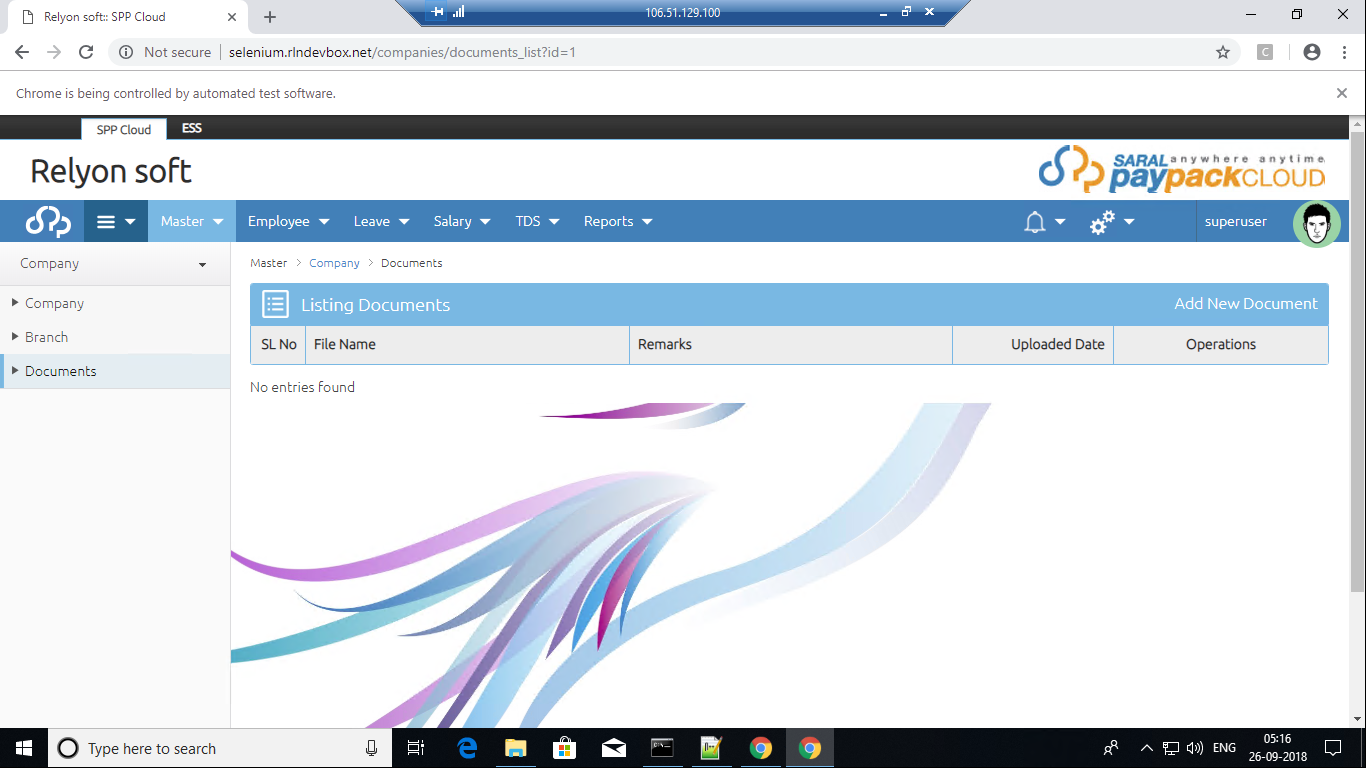 Relyon soft:: SPP Cloud
106.51.129.100
Not secure | selenium.rlndevbox.net/companies/documents_list?id=1
C
Chrome is being controlled by automated test software.
SPP Cloud ESS
Relyon soft
SARAL anywhere anytime
paypackCLOUD
Master Employee Leave Salary TDS Reports superuser
Company
Master > Company > Documents
Company
Branch
Documents
Listing Documents Add New Document
SL No File Name Remarks Uploaded Date Operations
No entries found
Type here to search
ENG
05:16
26-09-2018